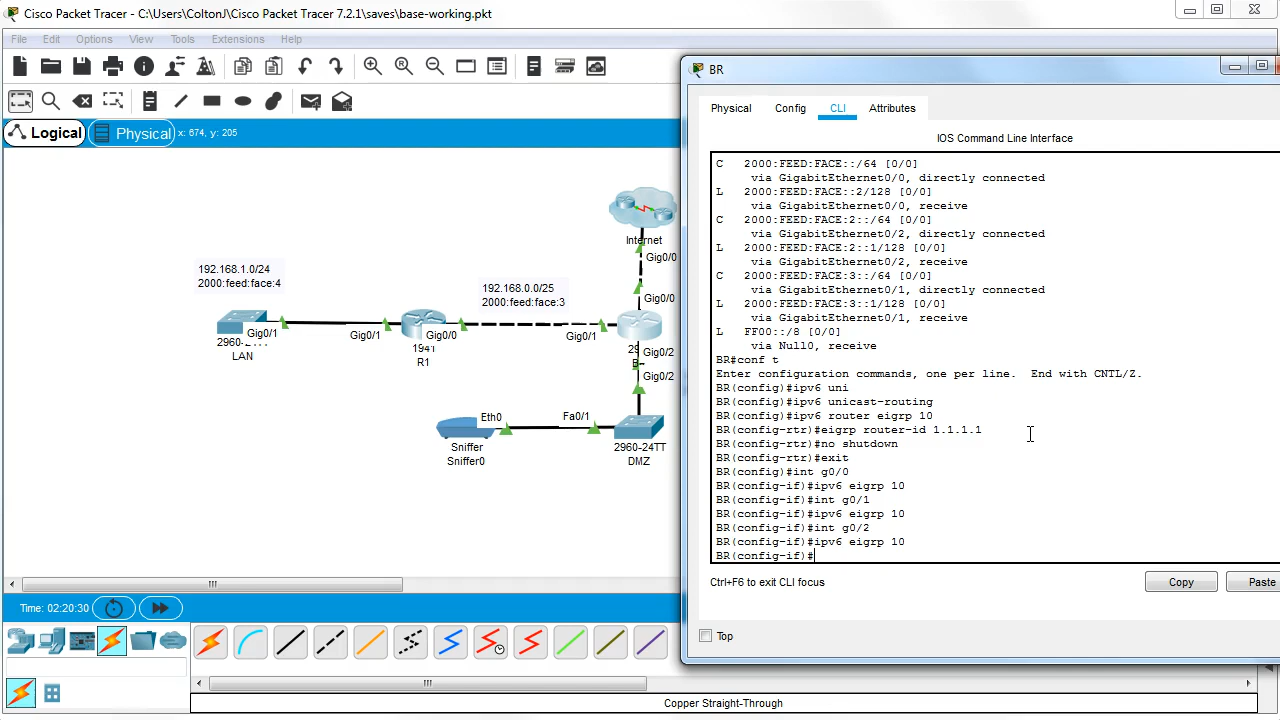 Cisco Packet Tracer - C:\Users\ColtonJ\Cisco Packet Tracer 7.2.1\saves\base-working.pkt
File Edit Options View Tools Extensions Help
Logical Physical x: 674, y: 205
192.168.1.0/24
2000:feed:face:4
192.168.0.0/25
2000:feed:face:3
Internet
Gig0/0
Gig0/0
Gig0/1
LAN
Gig0/1
Gig0/0
R1
Gig0/1
Gig0/2
Gig0/2
Eth0
Fa0/1
Sniffer
Sniffer0
2960-24TT
DMZ
Time: 02:20:30
BR
Physical Config CLI Attributes
IOS Command Line Interface
C 2000:FEED:FACE::/64 [0/0]
via GigabitEthernet0/0, directly connected
L 2000:FEED:FACE::2/128 [0/0]
via GigabitEthernet0/0, receive
C 2000:FEED:FACE:2::/64 [0/0]
via GigabitEthernet0/2, directly connected
L 2000:FEED:FACE:2::1/128 [0/0]
via GigabitEthernet0/2, receive
C 2000:FEED:FACE:3::/64 [0/0]
via GigabitEthernet0/1, directly connected
L 2000:FEED:FACE:3::1/128 [0/0]
via GigabitEthernet0/1, receive
L FF00::/8 [0/0]
via Null0, receive
BR#conf t
Enter configuration commands, one per line. End with CNTL/Z.
BR(config)#ipv6 uni
BR(config)#ipv6 unicast-routing
BR(config)#ipv6 router eigrp 10
BR(config-rtr)#eigrp router-id 1.1.1.1
BR(config-rtr)#no shutdown
BR(config-rtr)#exit
BR(config)#int g0/0
BR(config-if)#ipv6 eigrp 10
BR(config-if)#int g0/1
BR(config-if)#ipv6 eigrp 10
BR(config-if)#int g0/2
BR(config-if)#ipv6 eigrp 10
BR(config-if)#
Ctrl+F6 to exit CLI focus
Copy Paste
Top
Copper Straight-Through